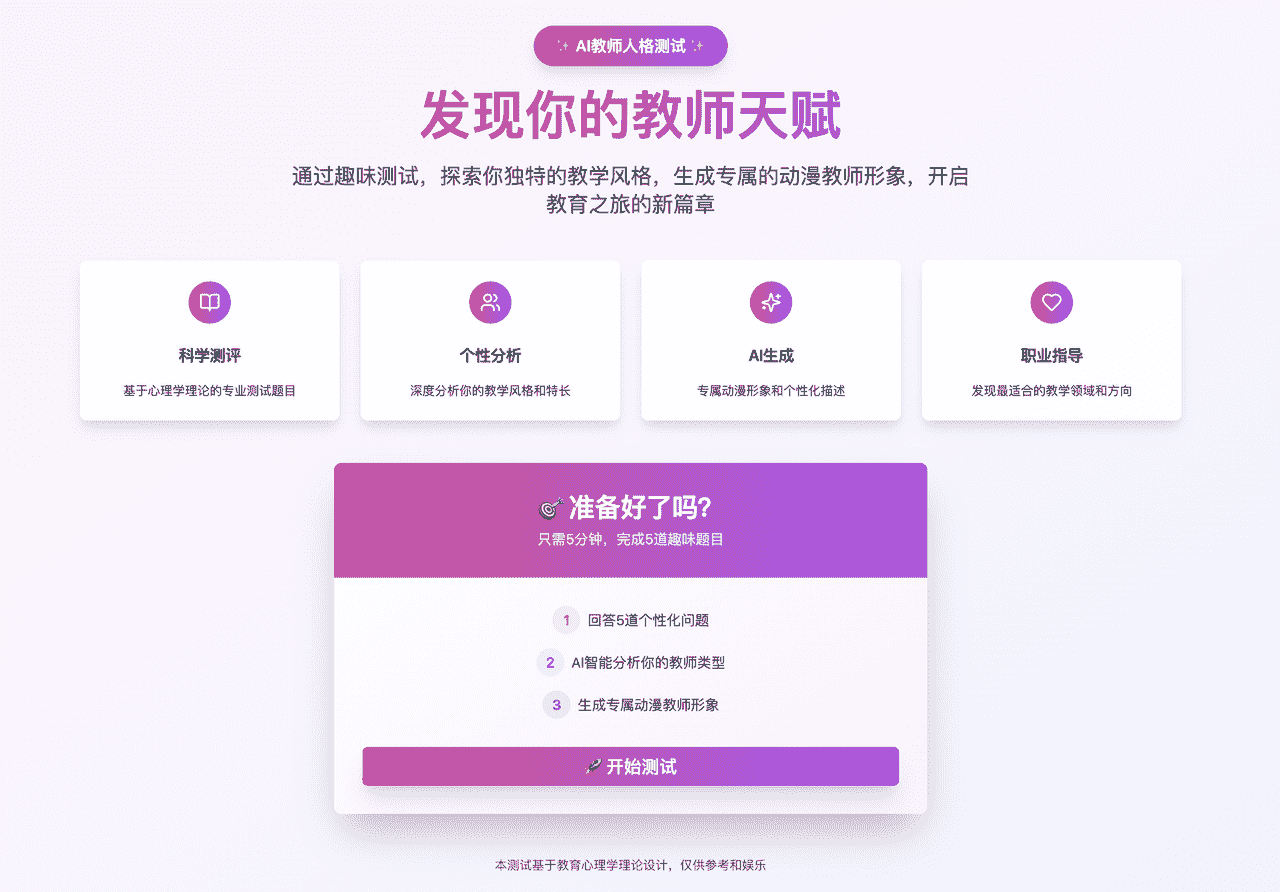 AI教师人格测试
发现你的教师天赋
通过趣味测试，探索你独特的教学风格，生成专属的动漫教师形象，开启
教育之旅的新篇章
科学测评
基于心理学理论的专业测试题目
个性分析
深度分析你的教学风格和特长
AI生成
专属动漫形象和个性化描述
职业指导
发现最适合的教学领域和方向
准备好了吗?
只需5分钟，完成5道趣味题目
1 回答5道个性化问题
2 AI智能分析你的教师类型
3 生成专属动漫教师形象
开始测试
本测试基于教育心理学理论设计，仅供参考和娱乐